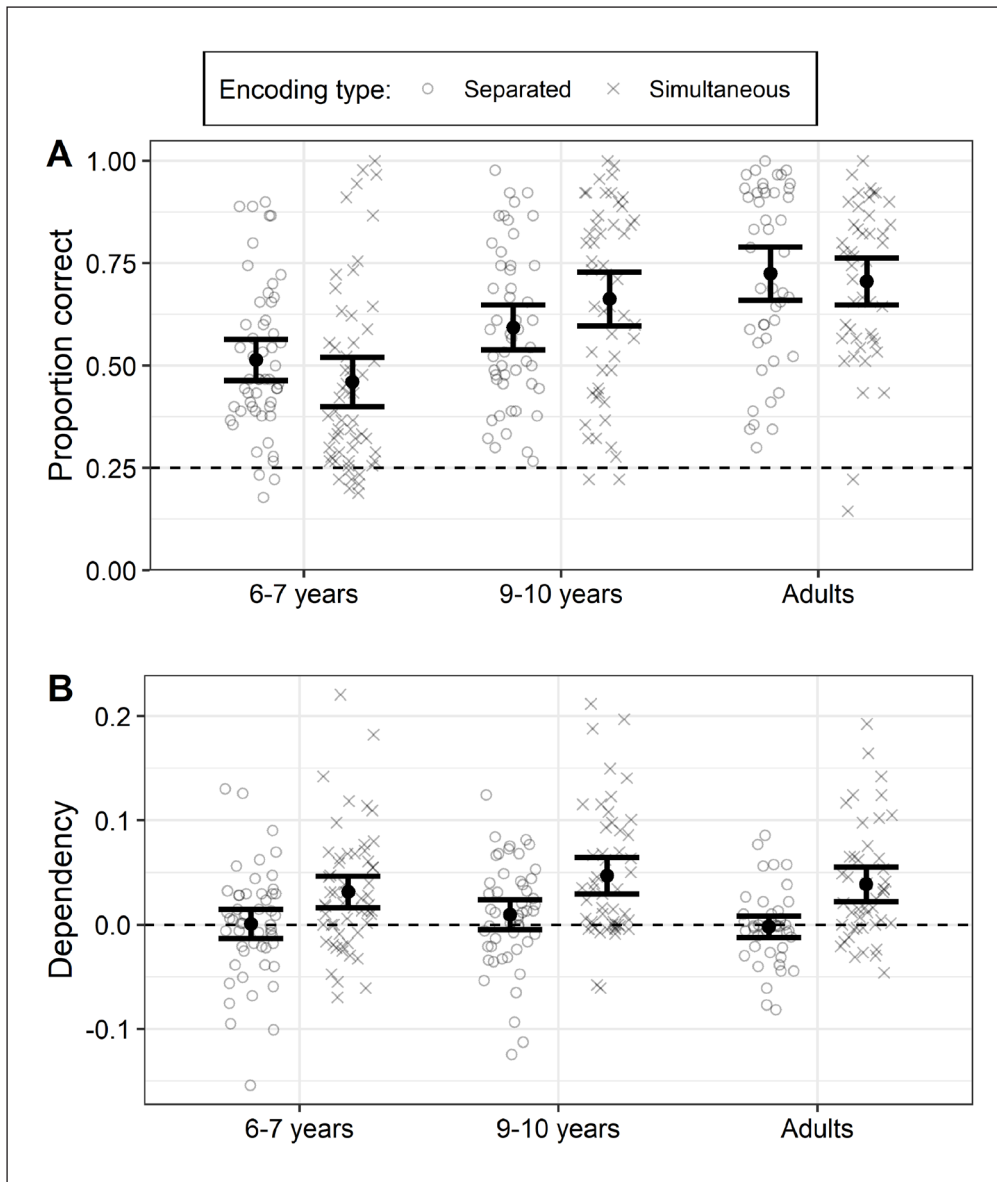 Encoding type: Separated Simultaneous
A
Proportion correct
1.00
0.75
0.50
0.25
0.00
6-7 years 9-10 years Adults
B
Dependency
0.2
0.1
0.0
-0.1
6-7 years 9-10 years Adults